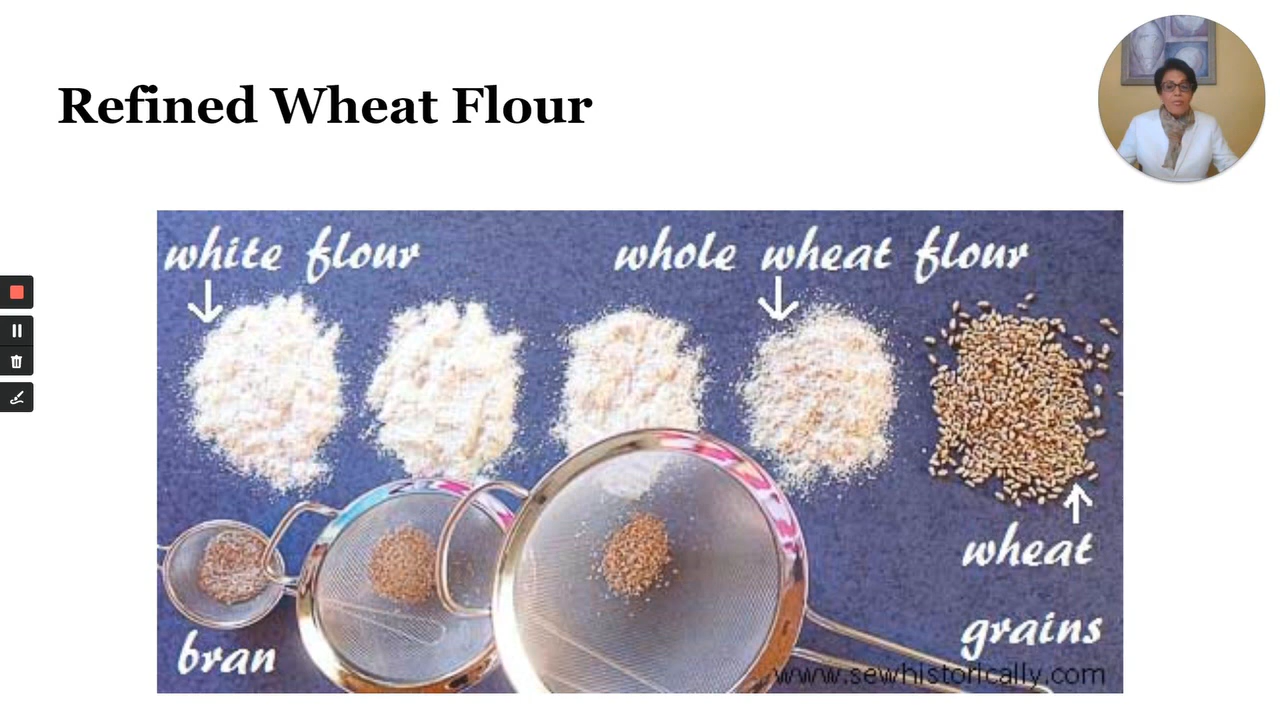 Refined Wheat Flour
white flour
whole wheat flour
wheat
grains
bran
www.sewhistorically.com